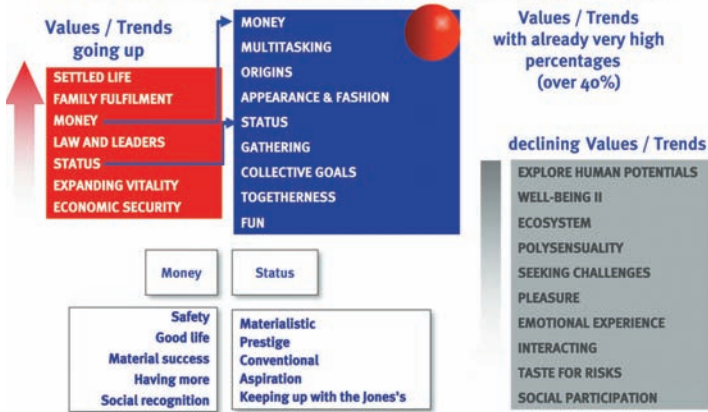 Values / Trends
going up
SETTLED LIFE
FAMILY FULFILMENT
MONEY
LAW AND LEADERS
STATUS
EXPANDING VITALITY
ECONOMIC SECURITY
MONEY
MULTITASKING
ORIGINS
APPEARANCE & FASHION
STATUS
GATHERING
COLLECTIVE GOALS
TOGETHERNESS
FUN
Values / Trends
with already very high
percentages
(over 40%)
declining Values / Trends
EXPLORE HUMAN POTENTIALS
WELL-BEING II
ECOSYSTEM
POLYSENSUALITY
SEEKING CHALLENGES
PLEASURE
EMOTIONAL EXPERIENCE
INTERACTING
TASTE FOR RISKS
SOCIAL PARTICIPATION
Money
Safety
Good life
Material success
Having more
Social recognition
Status
Materialistic
Prestige
Conventional
Aspiration
Keeping up with the Jones's